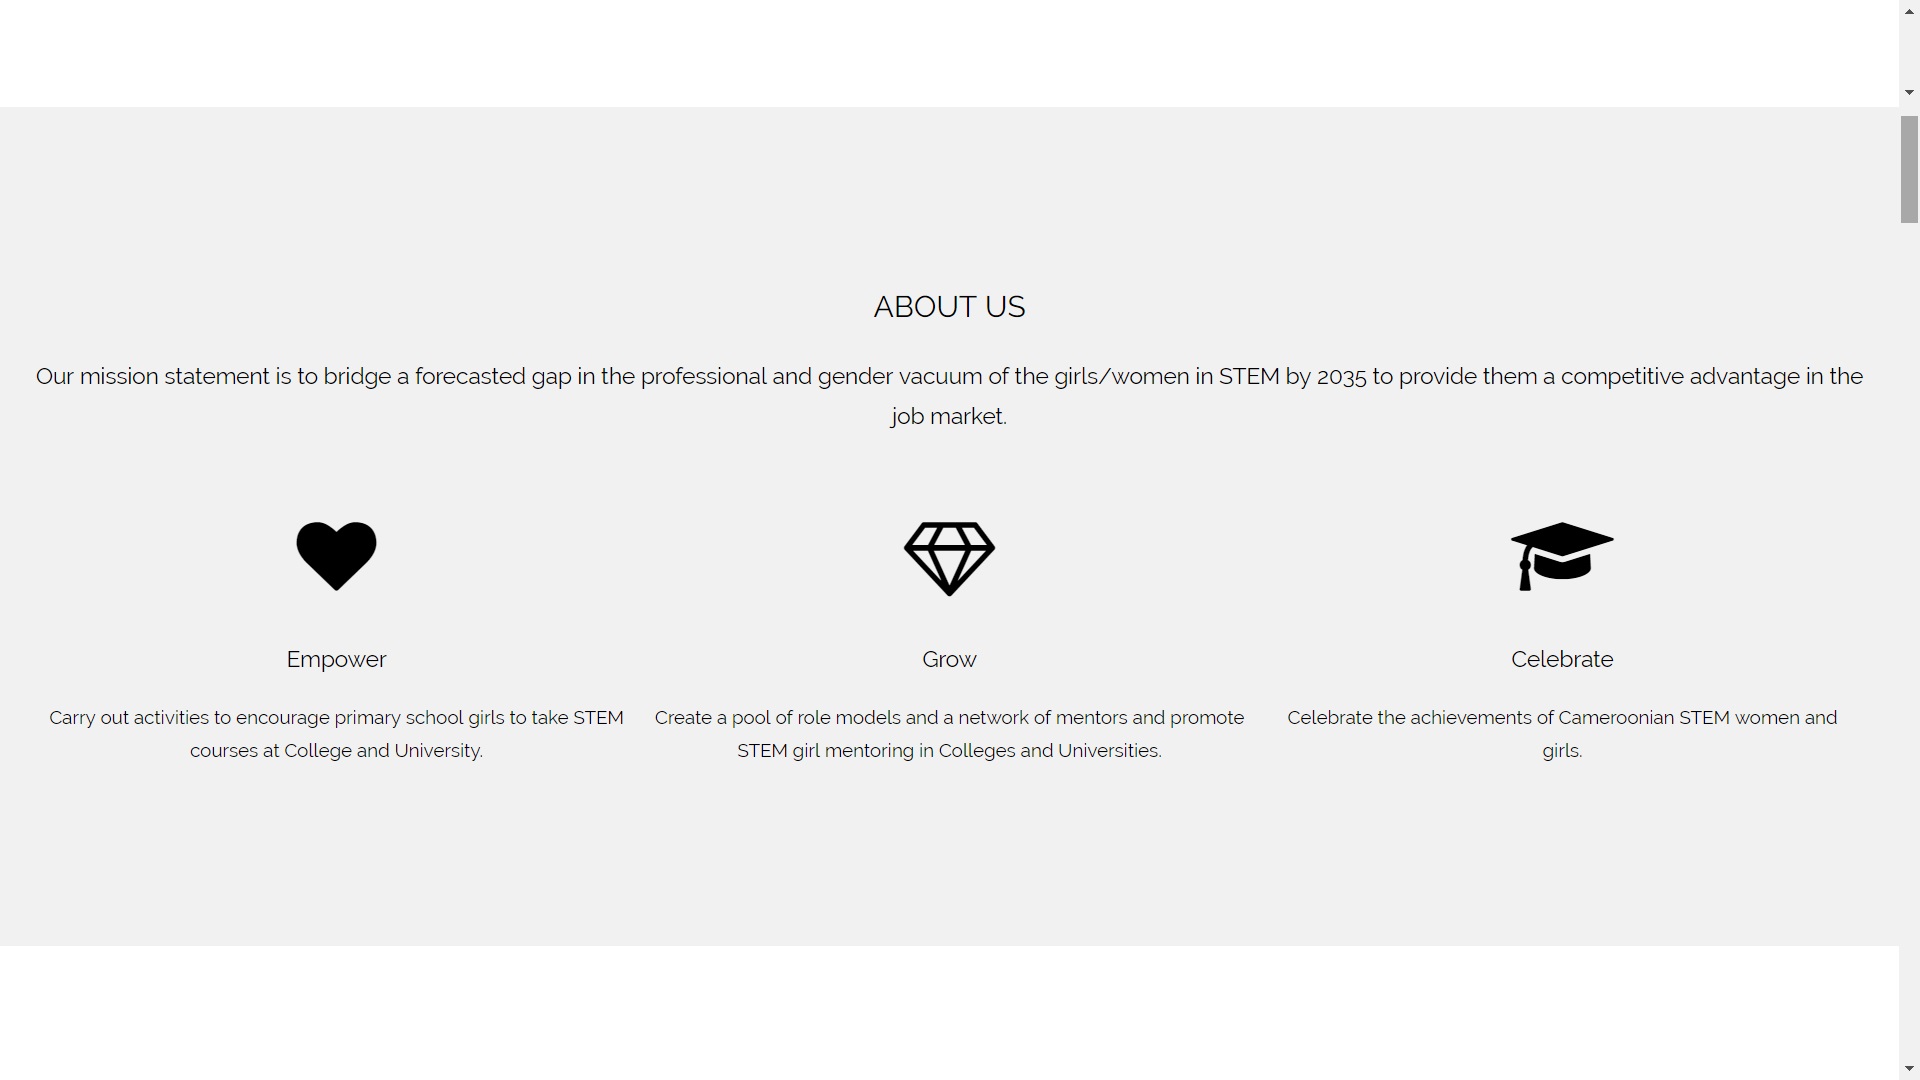 ABOUT US
Our mission statement is to bridge a forecasted gap in the professional and gender vacuum of the girls/women in STEM by 2035 to provide them a competitive advantage in the
job market.
Empower
Carry out activities to encourage primary school girls to take STEM
courses at College and University.
Grow
Create a pool of role models and a network of mentors and promote
STEM girl mentoring in Colleges and Universities.
Celebrate
Celebrate the achievements of Cameroonian STEM women and
girls.